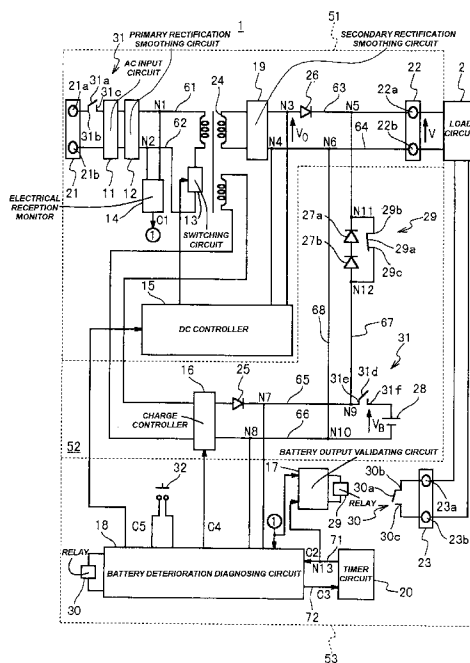 PRIMARY RECTIFICATION
SMOOTHING CIRCUIT
51
31
1
SECONDARY RECTIFICATION
SMOOTHING CIRCUIT
AC INPUT
CIRCUIT
21a
31a
31c
31b
N1
61
24
19
26
63
N3
N5
22
22a
2
LOAD
CIRCUIT
N2
62
VO
V
N4
N6
64
22b
21b
21
11
12
ELECTRICAL
RECEPTION
MONITOR
14
C1
1
13
SWITCHING
CIRCUIT
N11
27a
29b
29
29a
27b
29c
N12
15
DC CONTROLLER
68
67
16
25
65
N7
31
31e
31d
31f
N9
28
CHARGE
CONTROLLER
66
N8
N10
VB
52
BATTERY OUTPUT VALIDATING CIRCUIT
32
17
1
RELAY
29
30b
30a
30
30c
23a
23
23b
C5
C4
18
RELAY
30
BATTERY DETERIORATION DIAGNOSING CIRCUIT
C2
71
N13
C3
72
TIMER
CIRCUIT
20
53